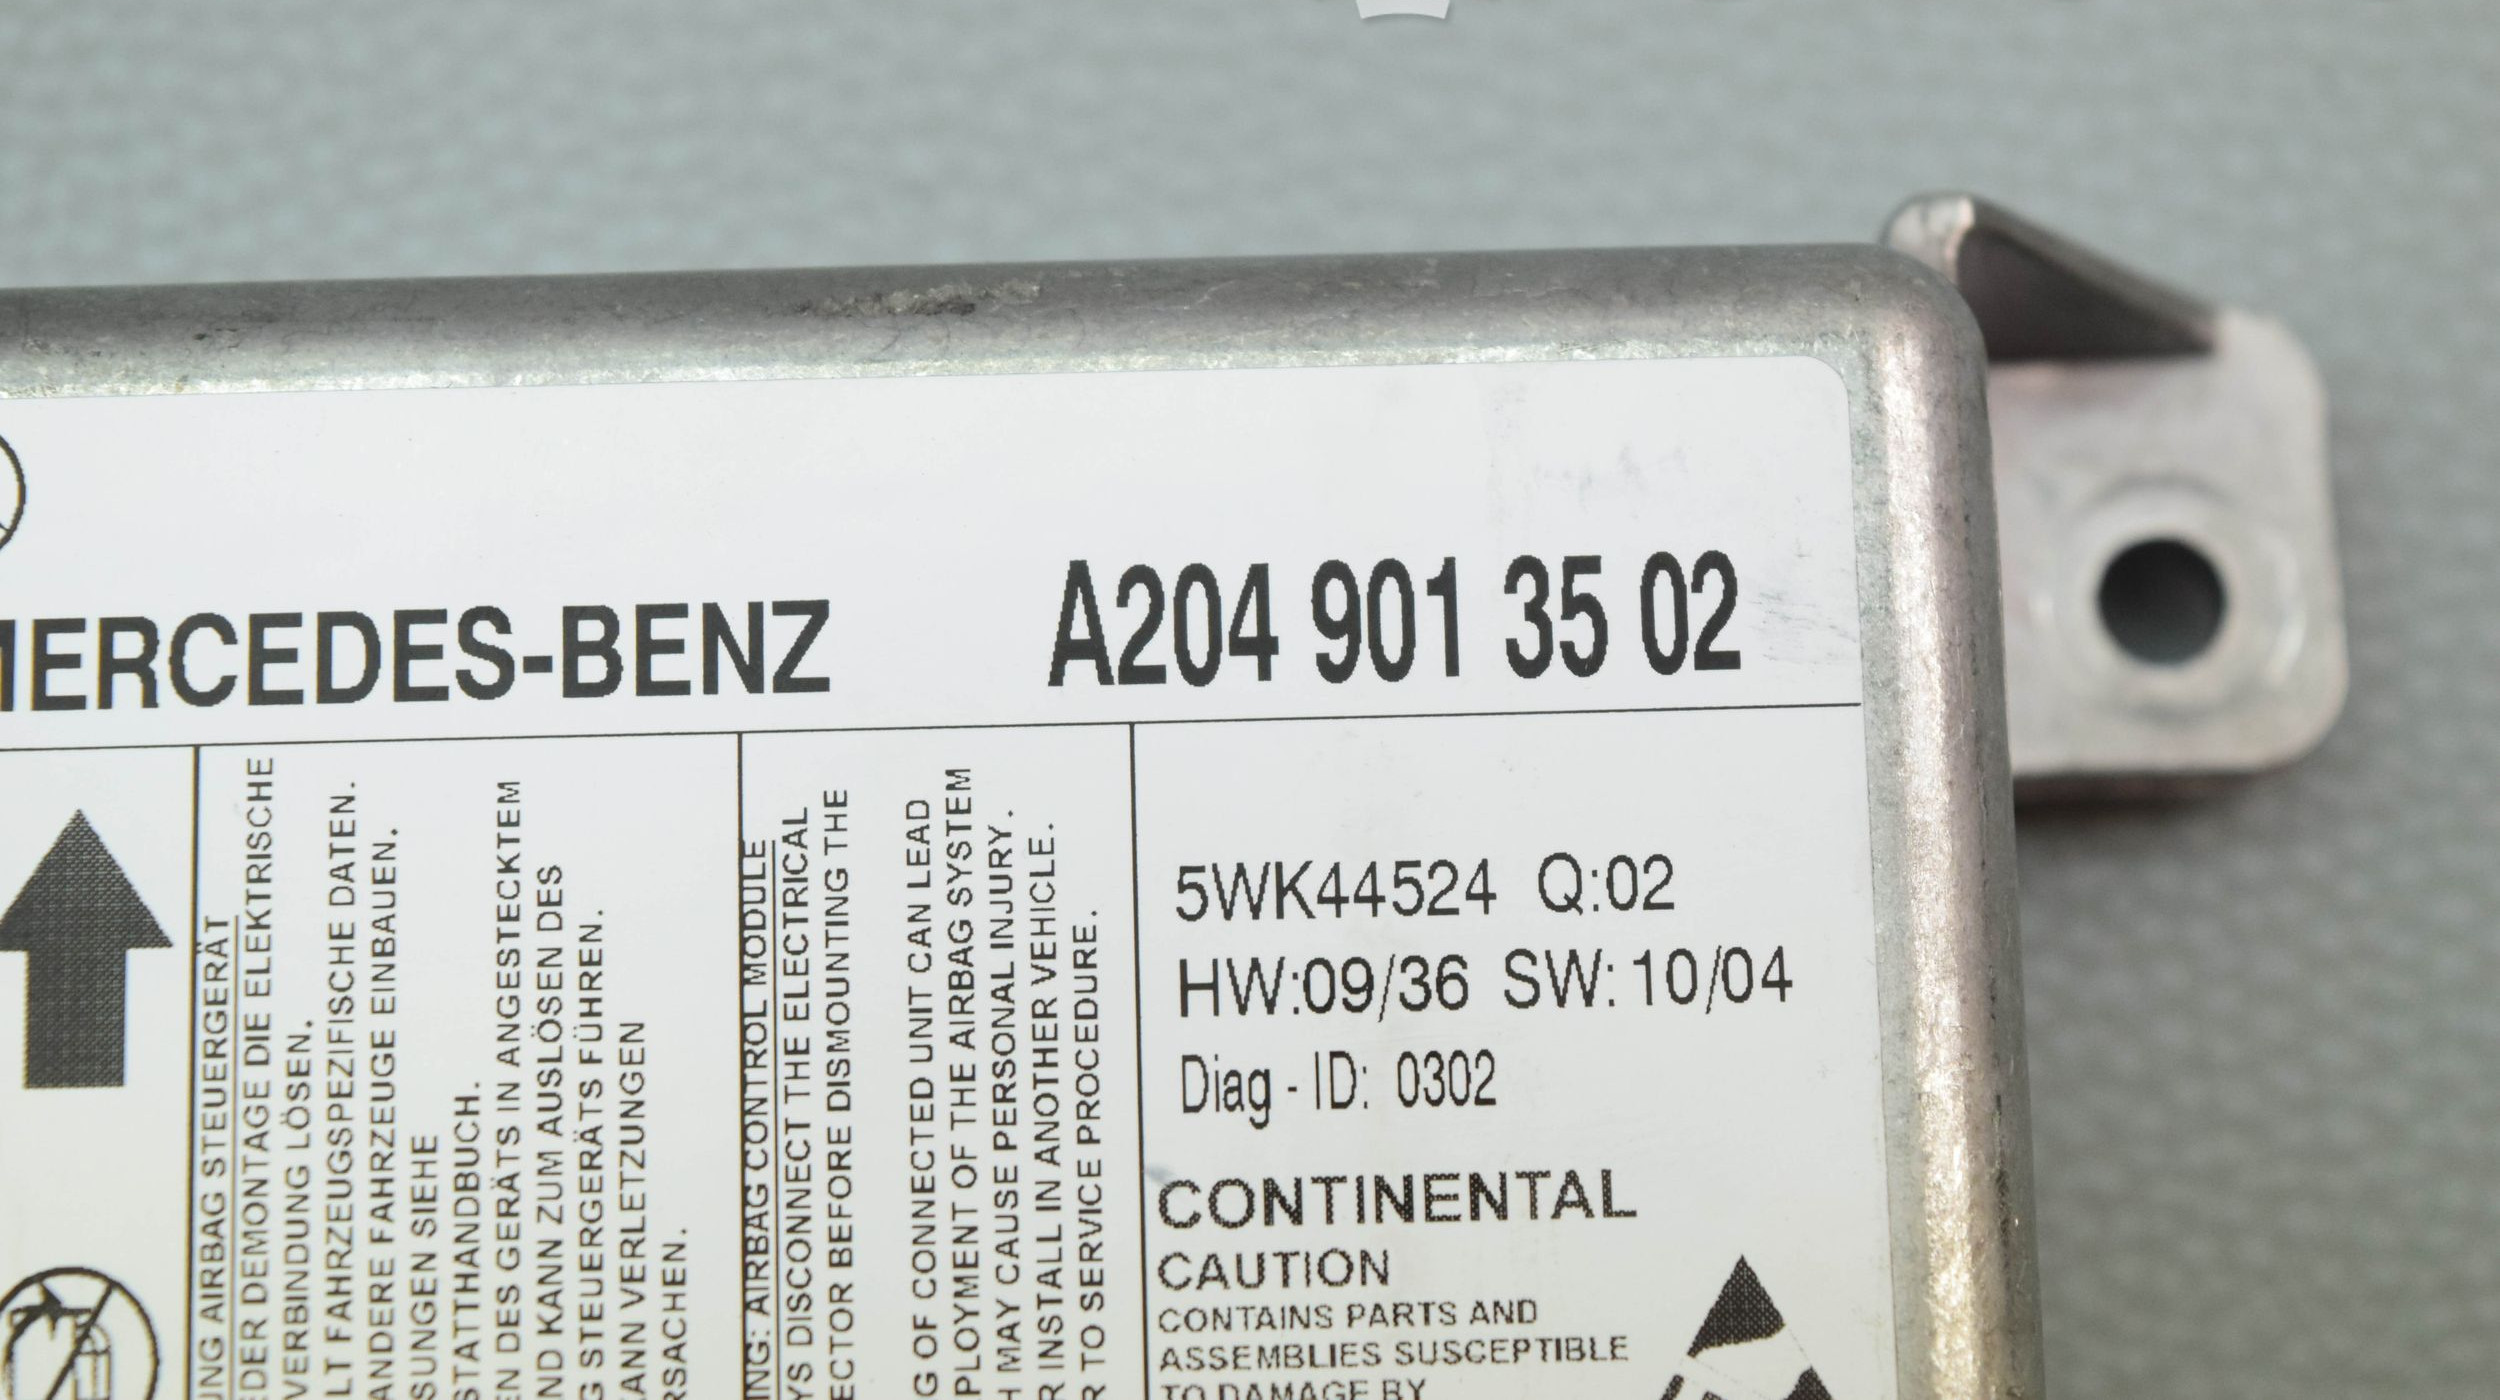 MERCEDES-BENZ A204 901 35 02
AIRBAG STEUERGERÄT
DEMONTAGE DIE ELEKTRISCHE
VERBINDUNG LÖSEN.
FAHRZEUGSPEZIFISCHE DATEN.
ANDERE FAHRZEUGE EINBAUEN.
SIEHE
DES GERÄTS IN ANGESTECKTEM
KANN ZUM AUSLÖSEN DES
STEUERGERÄTS FÜHREN.
VERLETZUNGEN
AIRBAG CONTROL MODULE
DISCONNECT THE ELECTRICAL
BEFORE DISMOUNTING THE
OF CONNECTED UNIT CAN LEAD
OF THE AIRBAG SYSTEM
MAY CAUSE PERSONAL INJURY.
INSTALL IN ANOTHER VEHICLE.
TO SERVICE PROCEDURE.
5WK44524 Q:02
HW:09/36 SW:10/04
Diag - ID: 0302
CONTINENTAL
CAUTION
CONTAINS PARTS AND
ASSEMBLIES SUSCEPTIBLE
TO DAMAGE BY